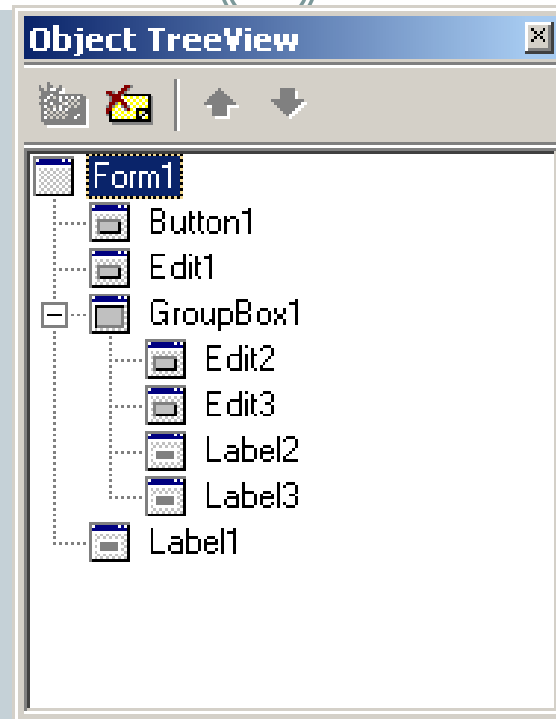 Object TreeView
Form1
Button1
Edit1
GroupBox1
Edit2
Edit3
Label2
Label3
Label1